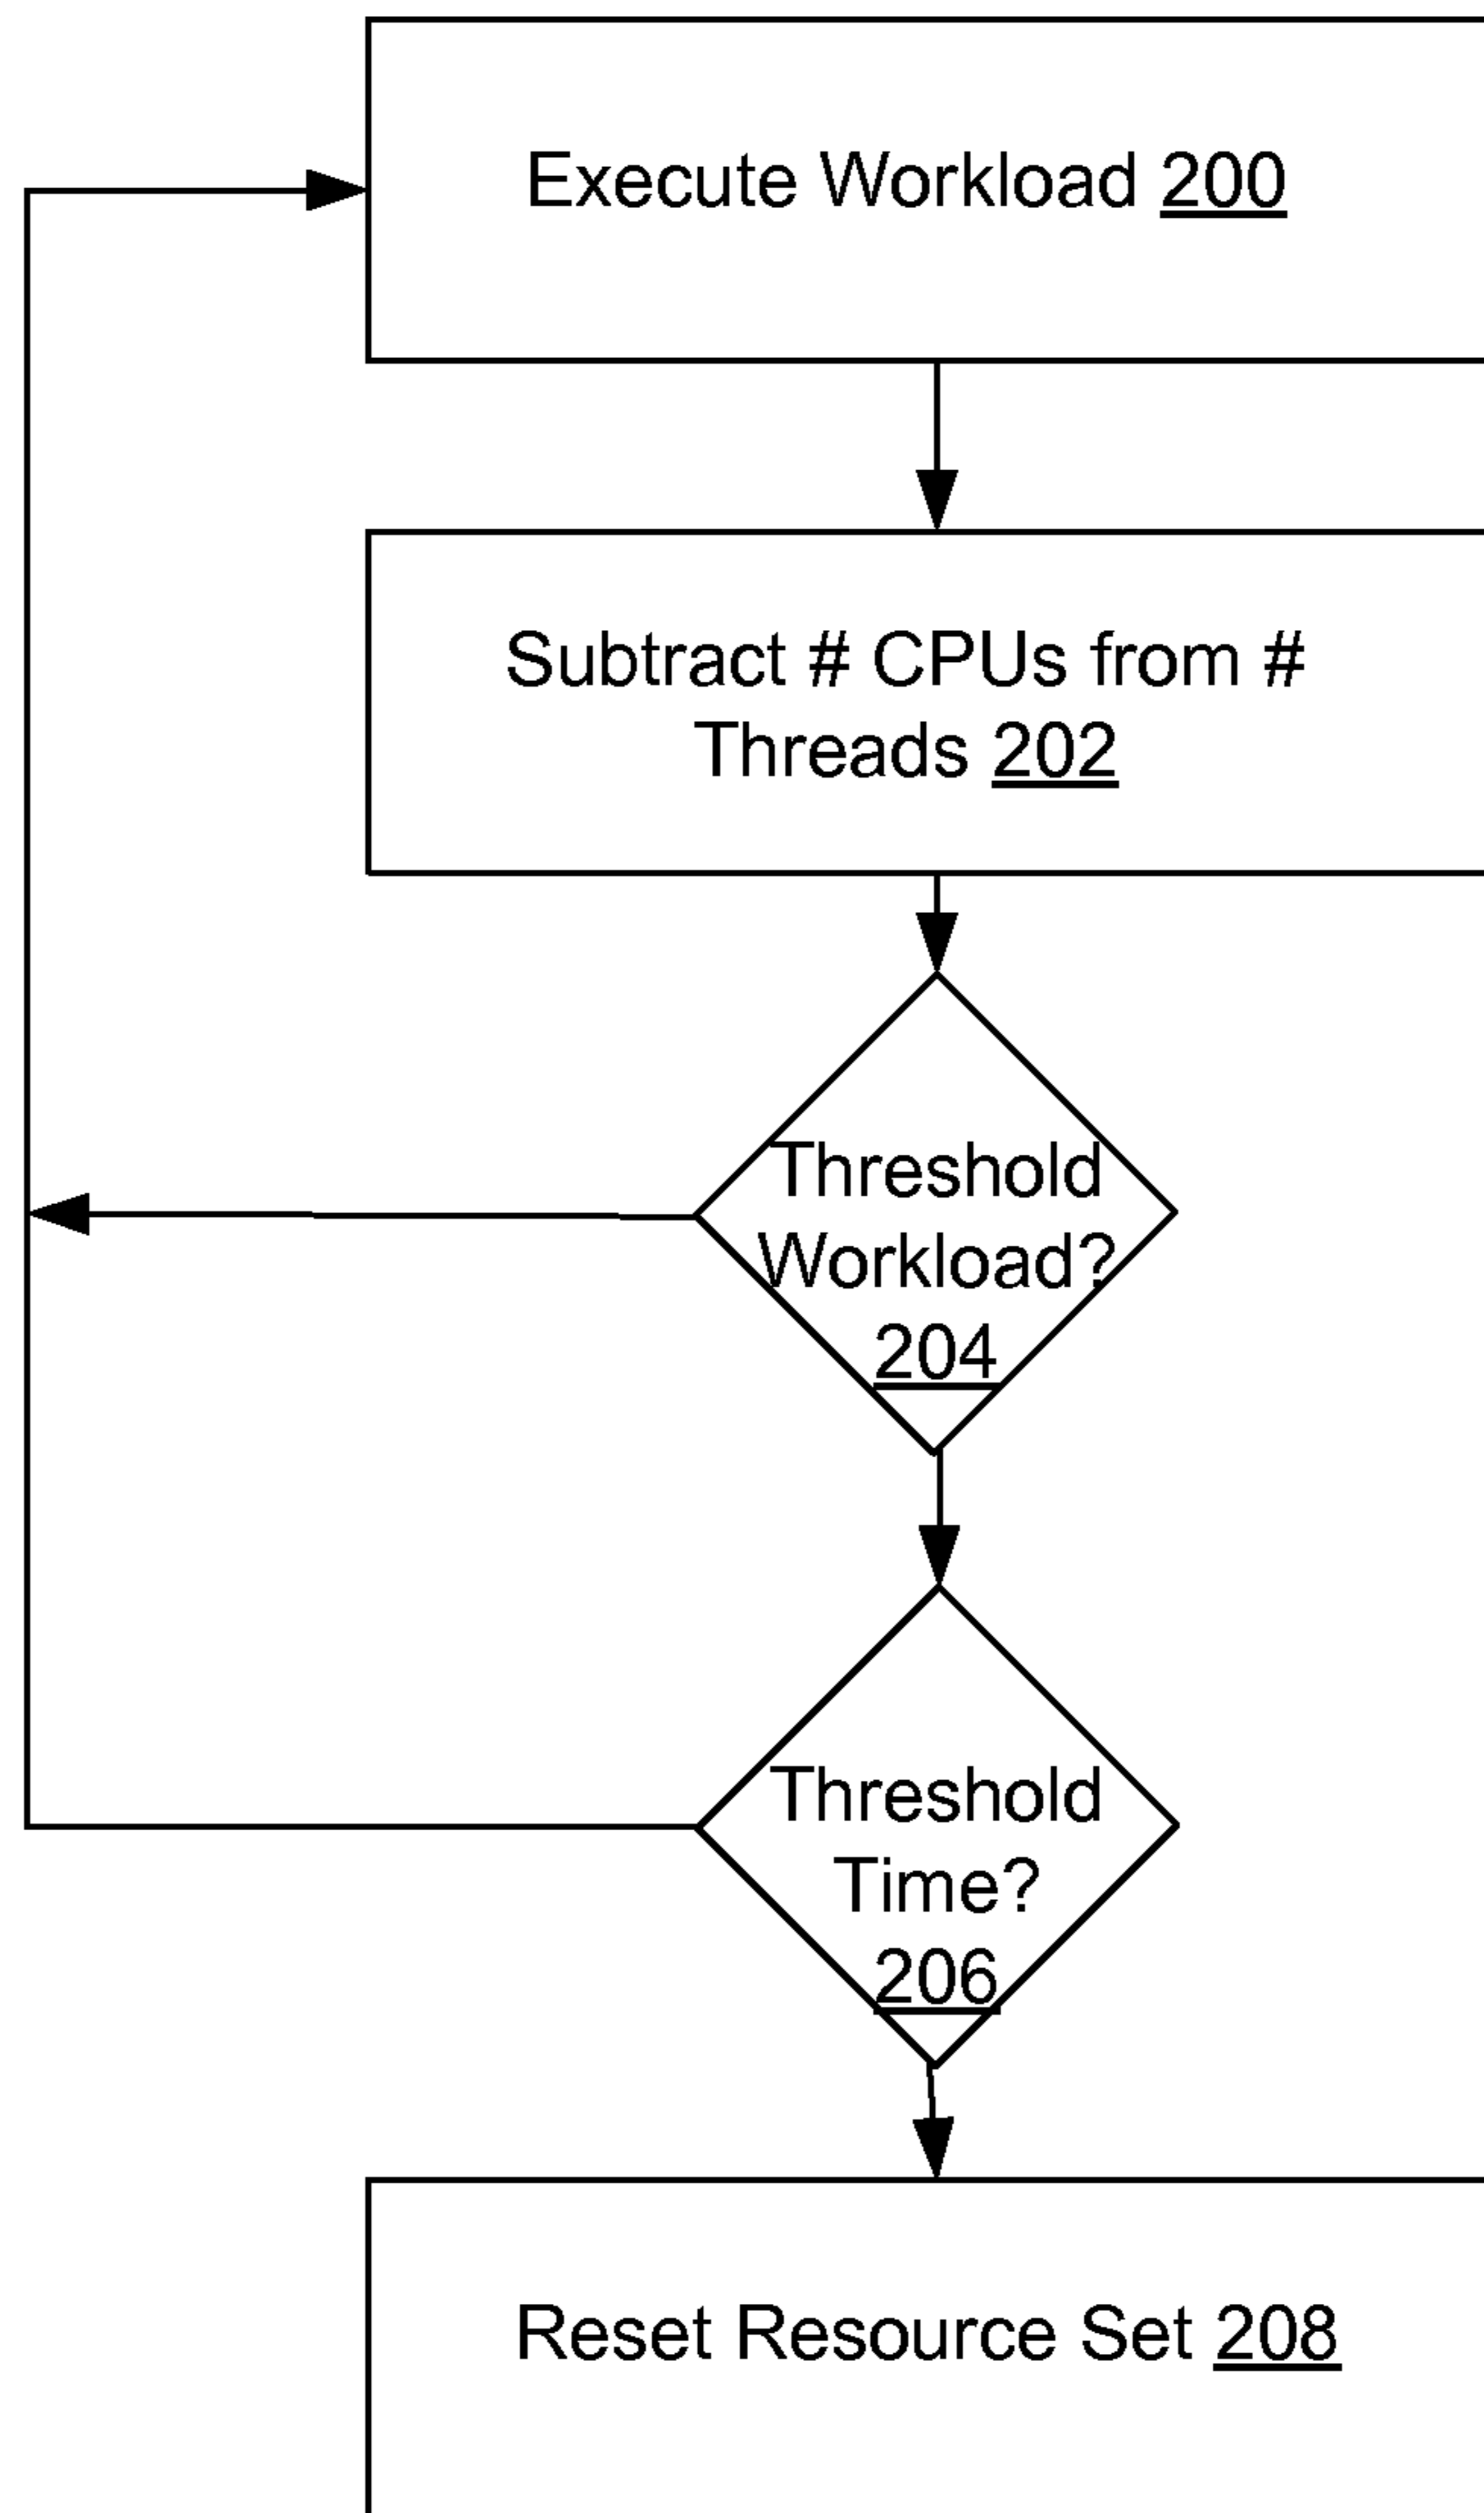 Execute Workload 200
Subtract # CPUs from #
Threads 202
Threshold
Workload?
204
Threshold
Time?
206
Reset Resource Set 208